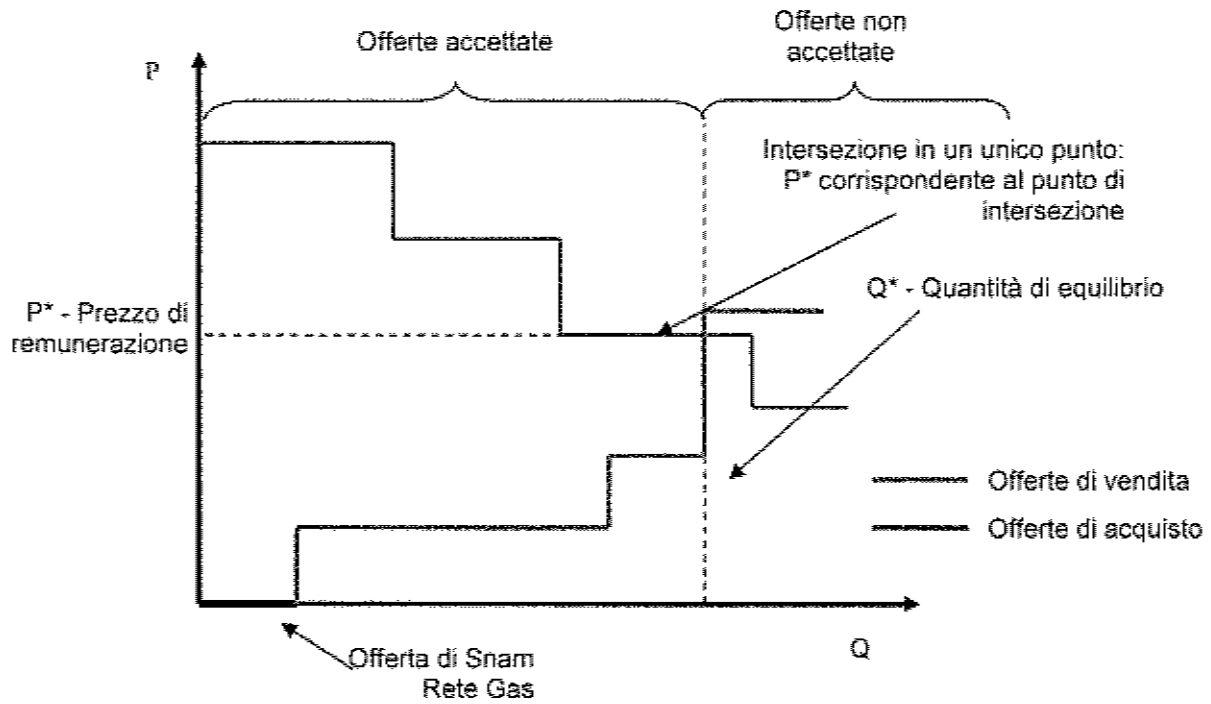 Offerte accettate
Offerte non
accettate
P
Intersezione in un unico punto:
P* corrispondente al punto di
intersezione
Q* - Quantità di equilibrio
P* - Prezzo di
remunerazione
Offerte di vendita
Offerte di acquisto
Q
Offerta di Snam
Rete Gas